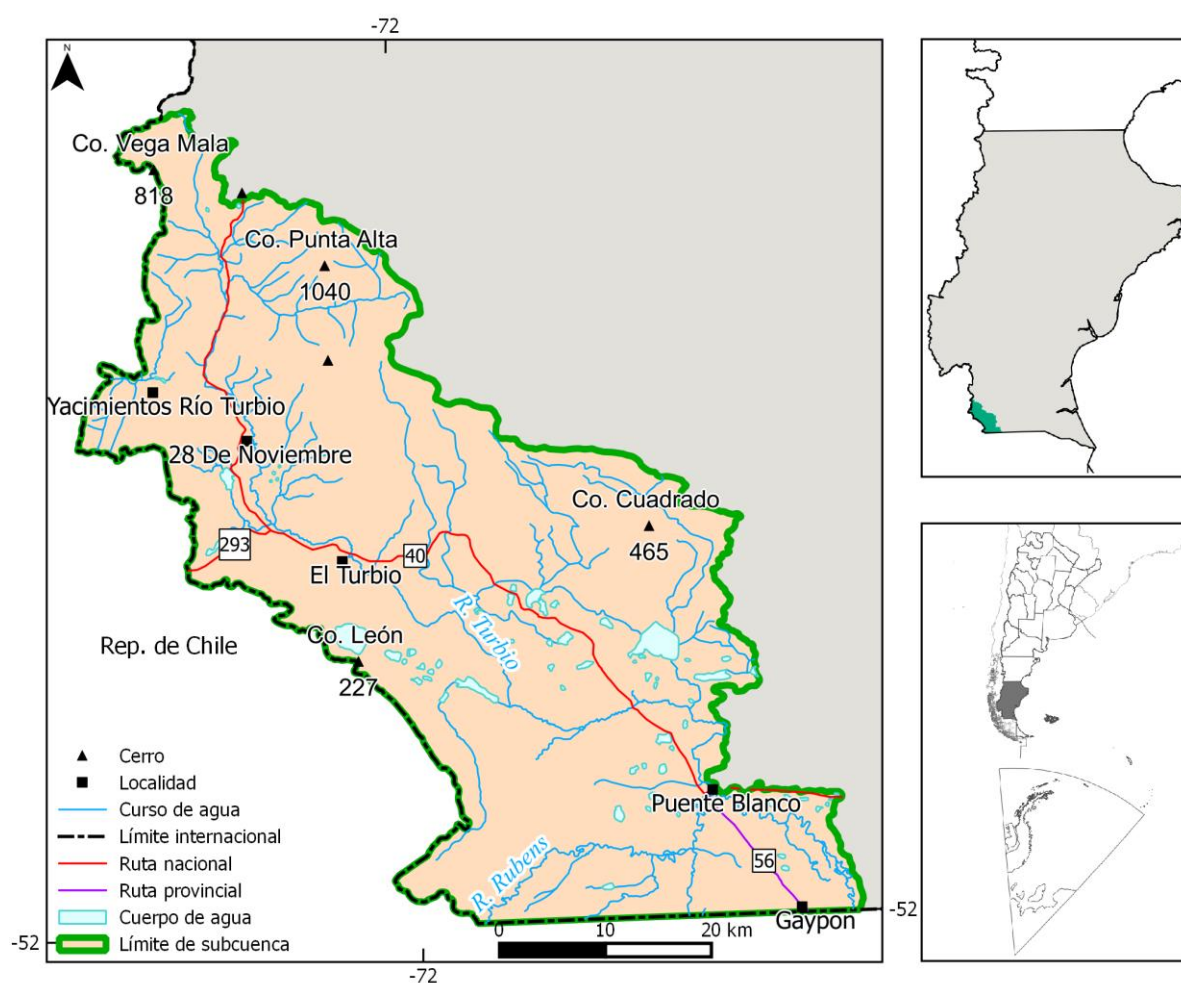 -72
N
Co. Vega Mala
818
Co. Punta Alta
1040
Yacimientos Río Turbio
28 De Noviembre
Co. Cuadrado
465
293
40
El Turbio
R. Turbio
Co. León
Rep. de Chile
227
Cerro
Localidad
Curso de agua
Límite internacional
Ruta nacional
Ruta provincial
Cuerpo de agua
Límite de subcuenca
Puente Blanco
56
R. Rubens
Gaypon
0 10 20 km
-52
-52
-72